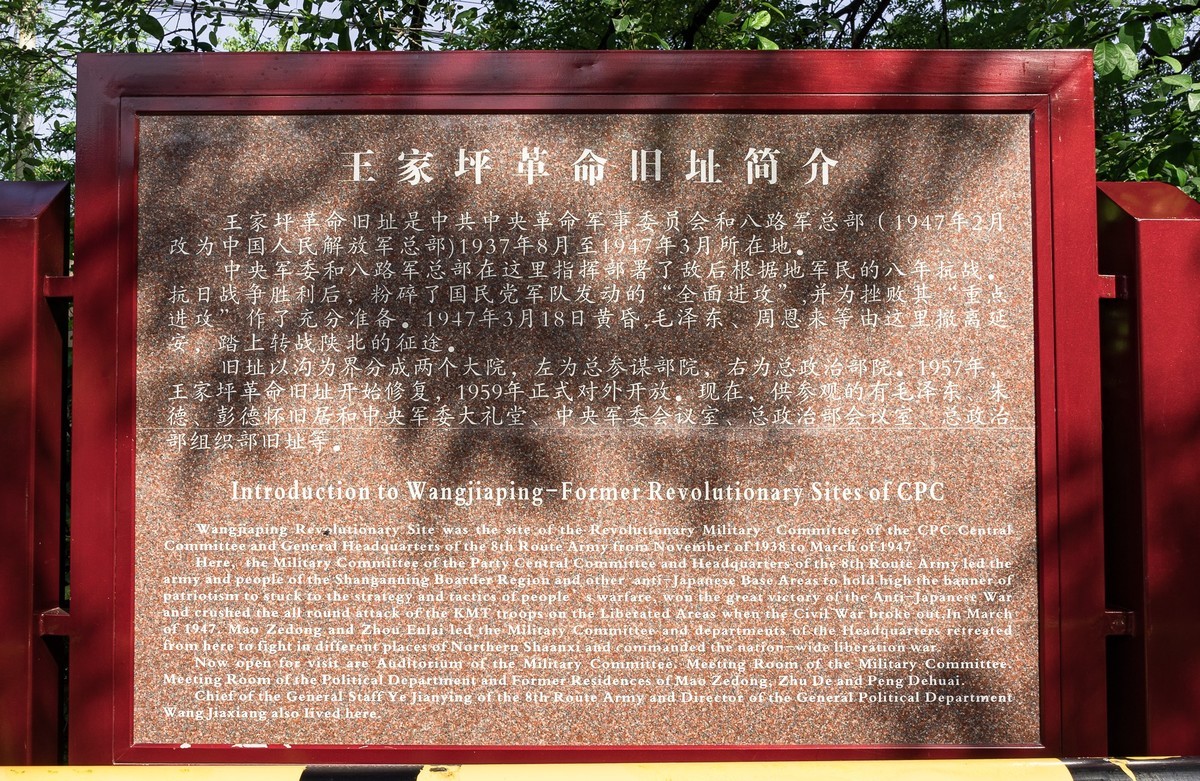 王家坪革命旧址简介
王家坪革命旧址是中共中央革命军事委员会和八路军总部（1947年2月
改为中国人民解放军总部)1937年8月至1947年3月所在地。
中央军委和八路军总部在这里指挥部署了敌后根据地军民的八年抗战。
抗日战争胜利后，粉碎了国民党军队发动的“全面进攻”,并为挫败其“重点
进攻”作了充分准备。1947年3月18日黄昏,毛泽东、周恩来等由这里撤离延
安，踏上转战陕北的征途。
旧址以沟为界分成两个大院，左为总参谋部院，右为总政治部院。1957年，
王家坪革命旧址开始修复，1959年正式对外开放。现在，供参观的有毛泽东、朱
德、彭德怀旧居和中央军委大礼堂、中央军委会议室、总政治部会议室、总政治
部组织部旧址等。
Introduction to Wangjiaping-Former Revolutionary Sites of CPC
Wangjiaping Revolutionary Site was the site of the Revolutionary Military Committee of the CPC Central
Committee and General Headquarters of the 8th Route Army from November of 1938 to March of 1947.
Here, the Military Committee of the Party Central Committee and Headquarters of the 8th Route Army led the
army and people of the Shanganning Boarder Region and other anti-Japanese Base Areas to hold high the banner of
patriotism to stuck to the strategy and tactics of people's warfare, won the great victory of the Anti-Japanese War
and crushed the all round attack of the KMT troops on the Liberated Areas when the Civil War broke out.In March
of 1947, Mao Zedong and Zhou Enlai led the Military Committee and departments of the Headquarters retreated
from here to fight in different places of Northern Shaanxi and commanded the nation-wide liberation war.
Now open for visit are Auditorium of the Military Committee, Meeting Room of the Military Committee,
Meeting Room of the Political Department and Former Residences of Mao Zedong, Zhu De and Peng Dehuai.
Chief of the General Staff Ye Jianying of the 8th Route Army and Director of the General Political Department
Wang Jiaxiang also lived here.